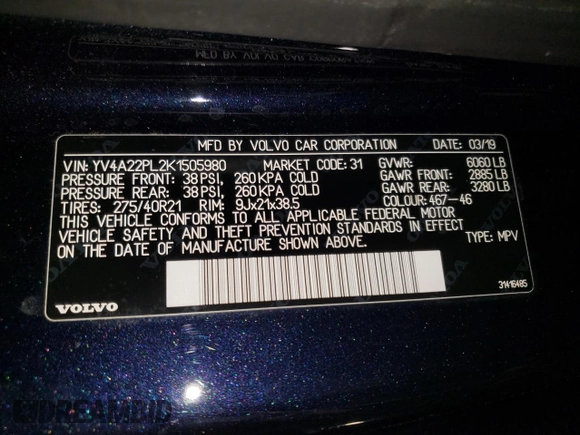 MFD BY VOLVO CAR CORPORATION DATE: 03/19
VIN: YV4A22PL2K1505980 MARKET CODE: 31 GVWR: 6060 LB
PRESSURE FRONT: 38 PSI, 260 KPA COLD GAWR FRONT: 2885 LB
PRESSURE REAR: 38 PSI, 260 KPA COLD GAWR REAR: 3280 LB
TIRES: 275/40R21 RIM: 9Jx21x38.5 COLOUR: 467-46
THIS VEHICLE CONFORMS TO ALL APPLICABLE FEDERAL MOTOR
VEHICLE SAFETY AND THEFT PREVENTION STANDARDS IN EFFECT
ON THE DATE OF MANUFACTURE SHOWN ABOVE. TYPE: MPV
VOLVO 31416485
DREAMBID